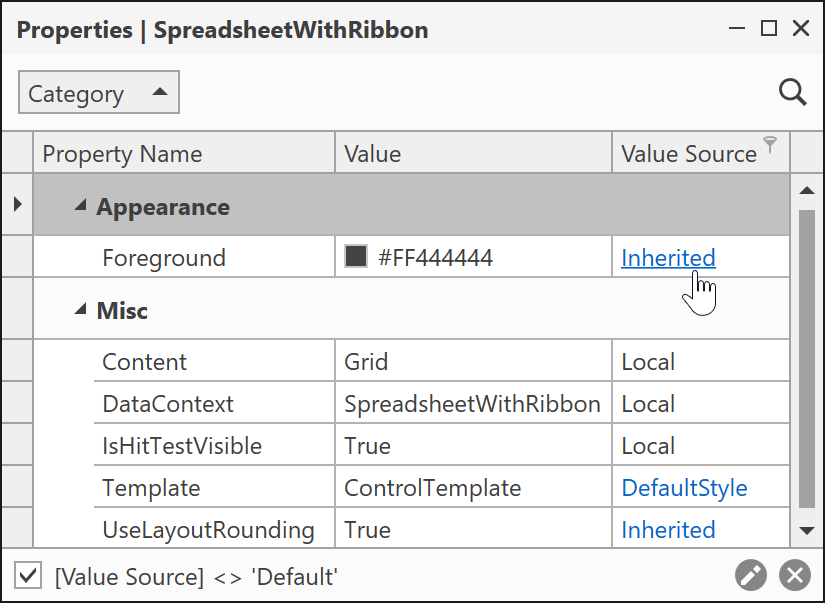 Properties | SpreadsheetWithRibbon
Category
Property Name Value Value Source
Appearance
Foreground #FF444444 Inherited
Misc
Content Grid Local
DataContext SpreadsheetWithRibbon Local
IsHitTestVisible True Local
Template ControlTemplate DefaultStyle
UseLayoutRounding True Inherited
[Value Source] <> 'Default'